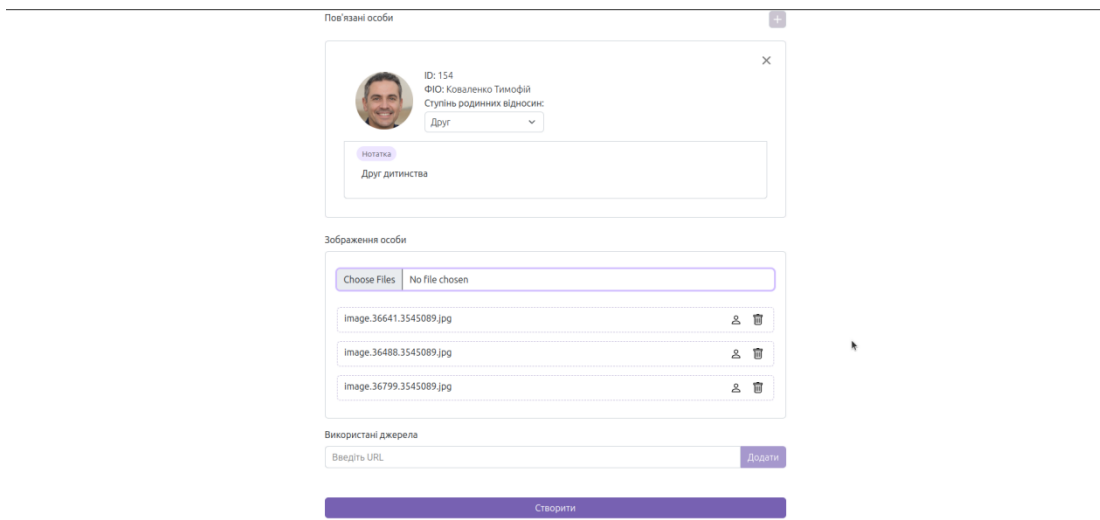 Пов'язані особи
+
ID: 154
ФІО: Коваленко Тимофій
Ступінь родинних відносин:
Друг
Нотатка
Друг дитинства
Зображення особи
Choose Files No file chosen
image.36641.3545089.jpg
image.36488.3545089.jpg
image.36799.3545089.jpg
Використані джерела
Введіть URL Додати
Створити